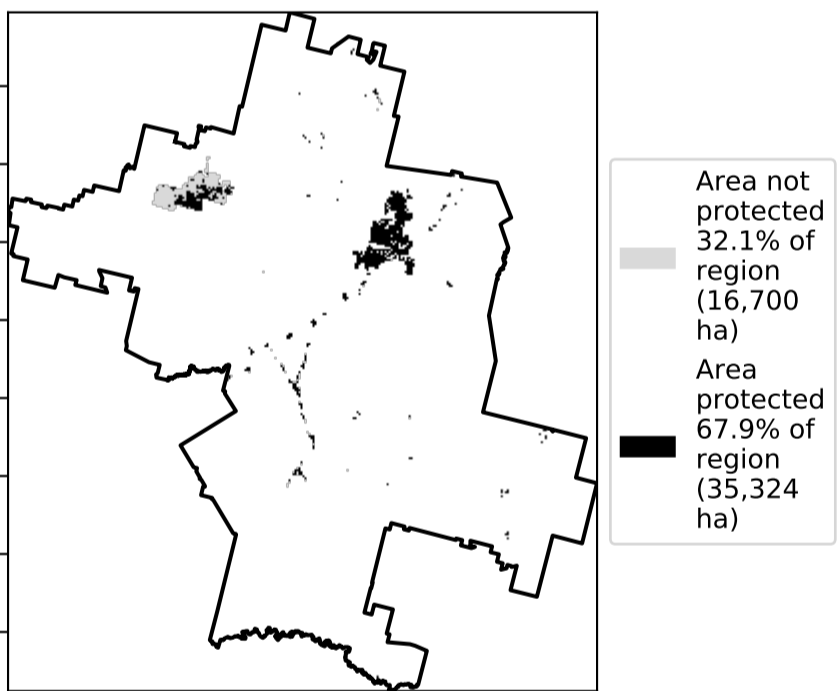 Area not
protected
32.1% of
region
(16,700
ha)
Area
protected
67.9% of
region
(35,324
ha)